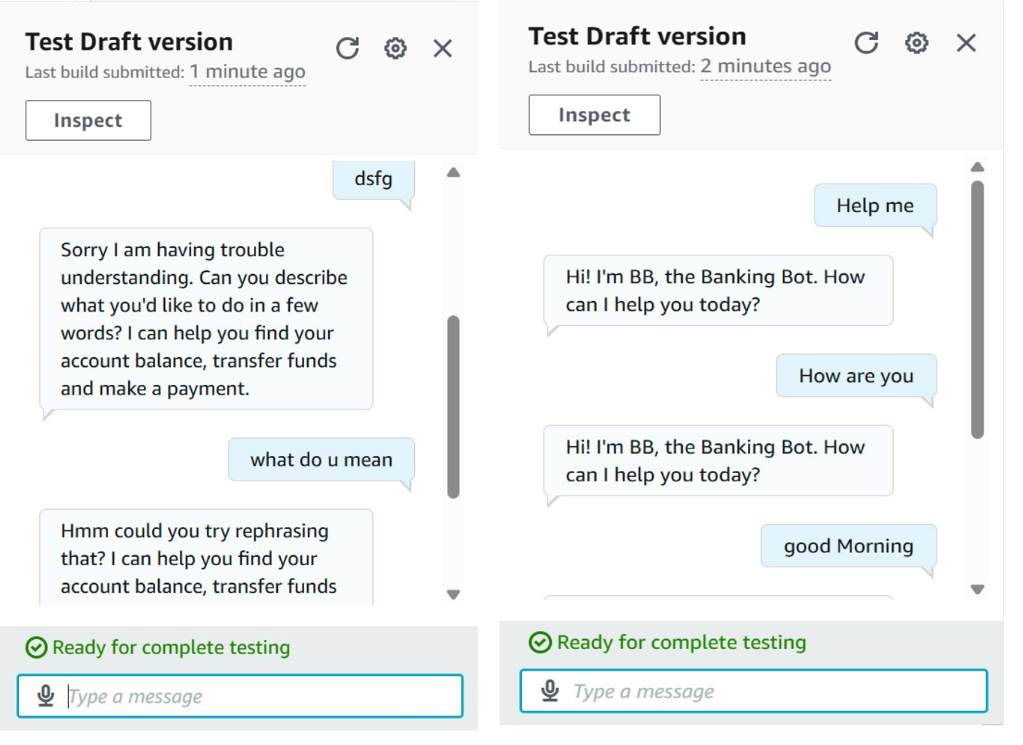 Test Draft version
Last build submitted: 1 minute ago
Inspect
dsfg
Sorry I am having trouble
understanding. Can you describe
what you'd like to do in a few
words? I can help you find your
account balance, transfer funds
and make a payment.
what do u mean
Hmm could you try rephrasing
that? I can help you find your
account balance, transfer funds
Ready for complete testing
Type a message
Test Draft version
Last build submitted: 2 minutes ago
Inspect
Help me
Hi! I'm BB, the Banking Bot. How
can I help you today?
How are you
Hi! I'm BB, the Banking Bot. How
can I help you today?
good Morning
Ready for complete testing
Type a message